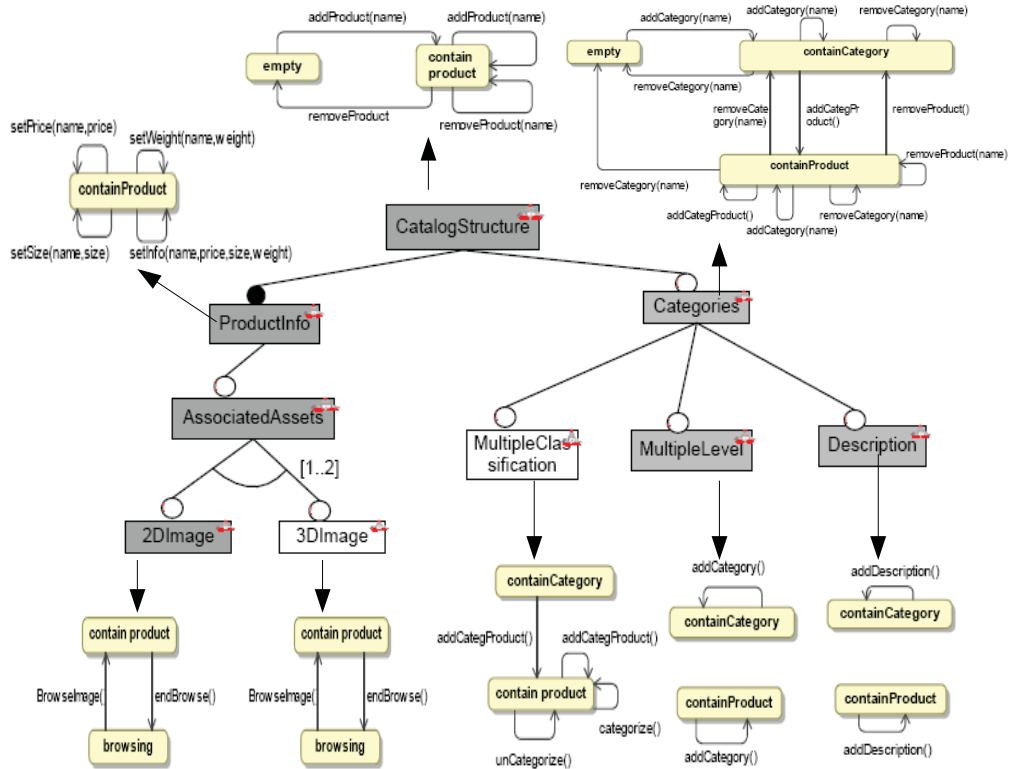 addProduct(name)
addProduct(name)
empty
contain
product
removeProduct
removeProduct(name)
addCategory(name)
addCategory(name)
removeCategory(name)
empty
containCategory
removeCategory(name)
removeCate
gory(name)
addCategPr
oduct()
removeProduct()
containProduct
removeProduct(name)
removeCategory(name)
addCategProduct()
removeCategory(name)
addCategory(name)
setPrice(name,price)
setWeight(name,weight)
containProduct
setSize(name,size)
setInfo(name,price,size,weight)
CatalogStructure
ProductInfo
Categories
AssociatedAssets
[1..2]
MultipleClas
sification
MultipleLevel
Description
2DImage
3DImage
contain product
BrowseImage()
endBrowse()
browsing
contain product
BrowseImage()
endBrowse()
browsing
containCategory
addCategProduct()
addCategProduct()
contain product
categorize()
unCategorize()
addCategory()
containCategory
containProduct
addCategory()
addDescription()
containCategory
containProduct
addDescription()